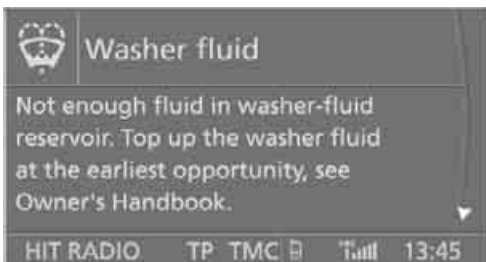 Washer fluid
Not enough fluid in washer-fluid
reservoir. Top up the washer fluid
at the earliest opportunity, see
Owner's Handbook.
HIT RADIO TP TMC 13:45